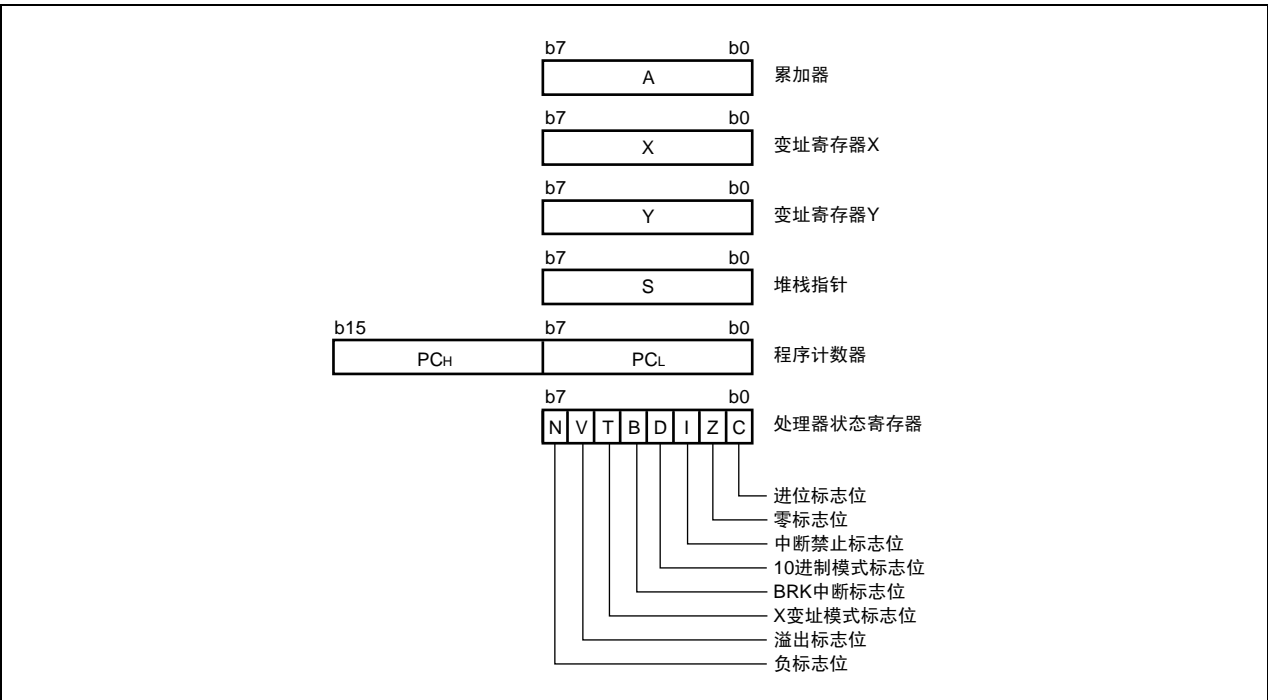 b7 b0
A 累加器
b7 b0
X 变址寄存器X
b7 b0
Y 变址寄存器Y
b7 b0
S 堆栈指针
b15 b7 b0
PCH PCL 程序计数器
b7 b0
N V T B D I Z C 处理器状态寄存器
进位标志位
零标志位
中断禁止标志位
10进制模式标志位
BRK中断标志位
X变址模式标志位
溢出标志位
负标志位